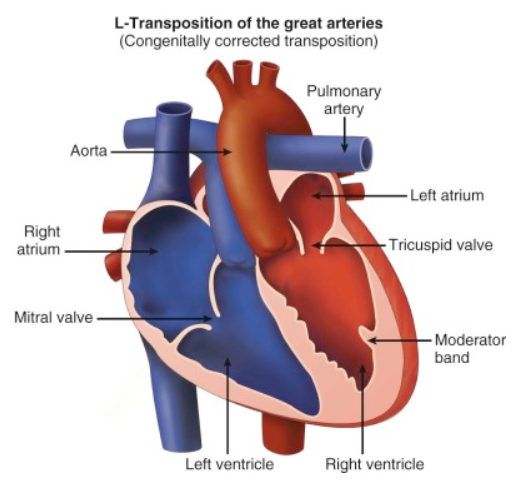 L-Transposition of the great arteries
(Congenitally corrected transposition)
Pulmonary
artery
Aorta
Left atrium
Right
atrium
Tricuspid valve
Mitral valve
Moderator
band
Left ventricle
Right ventricle